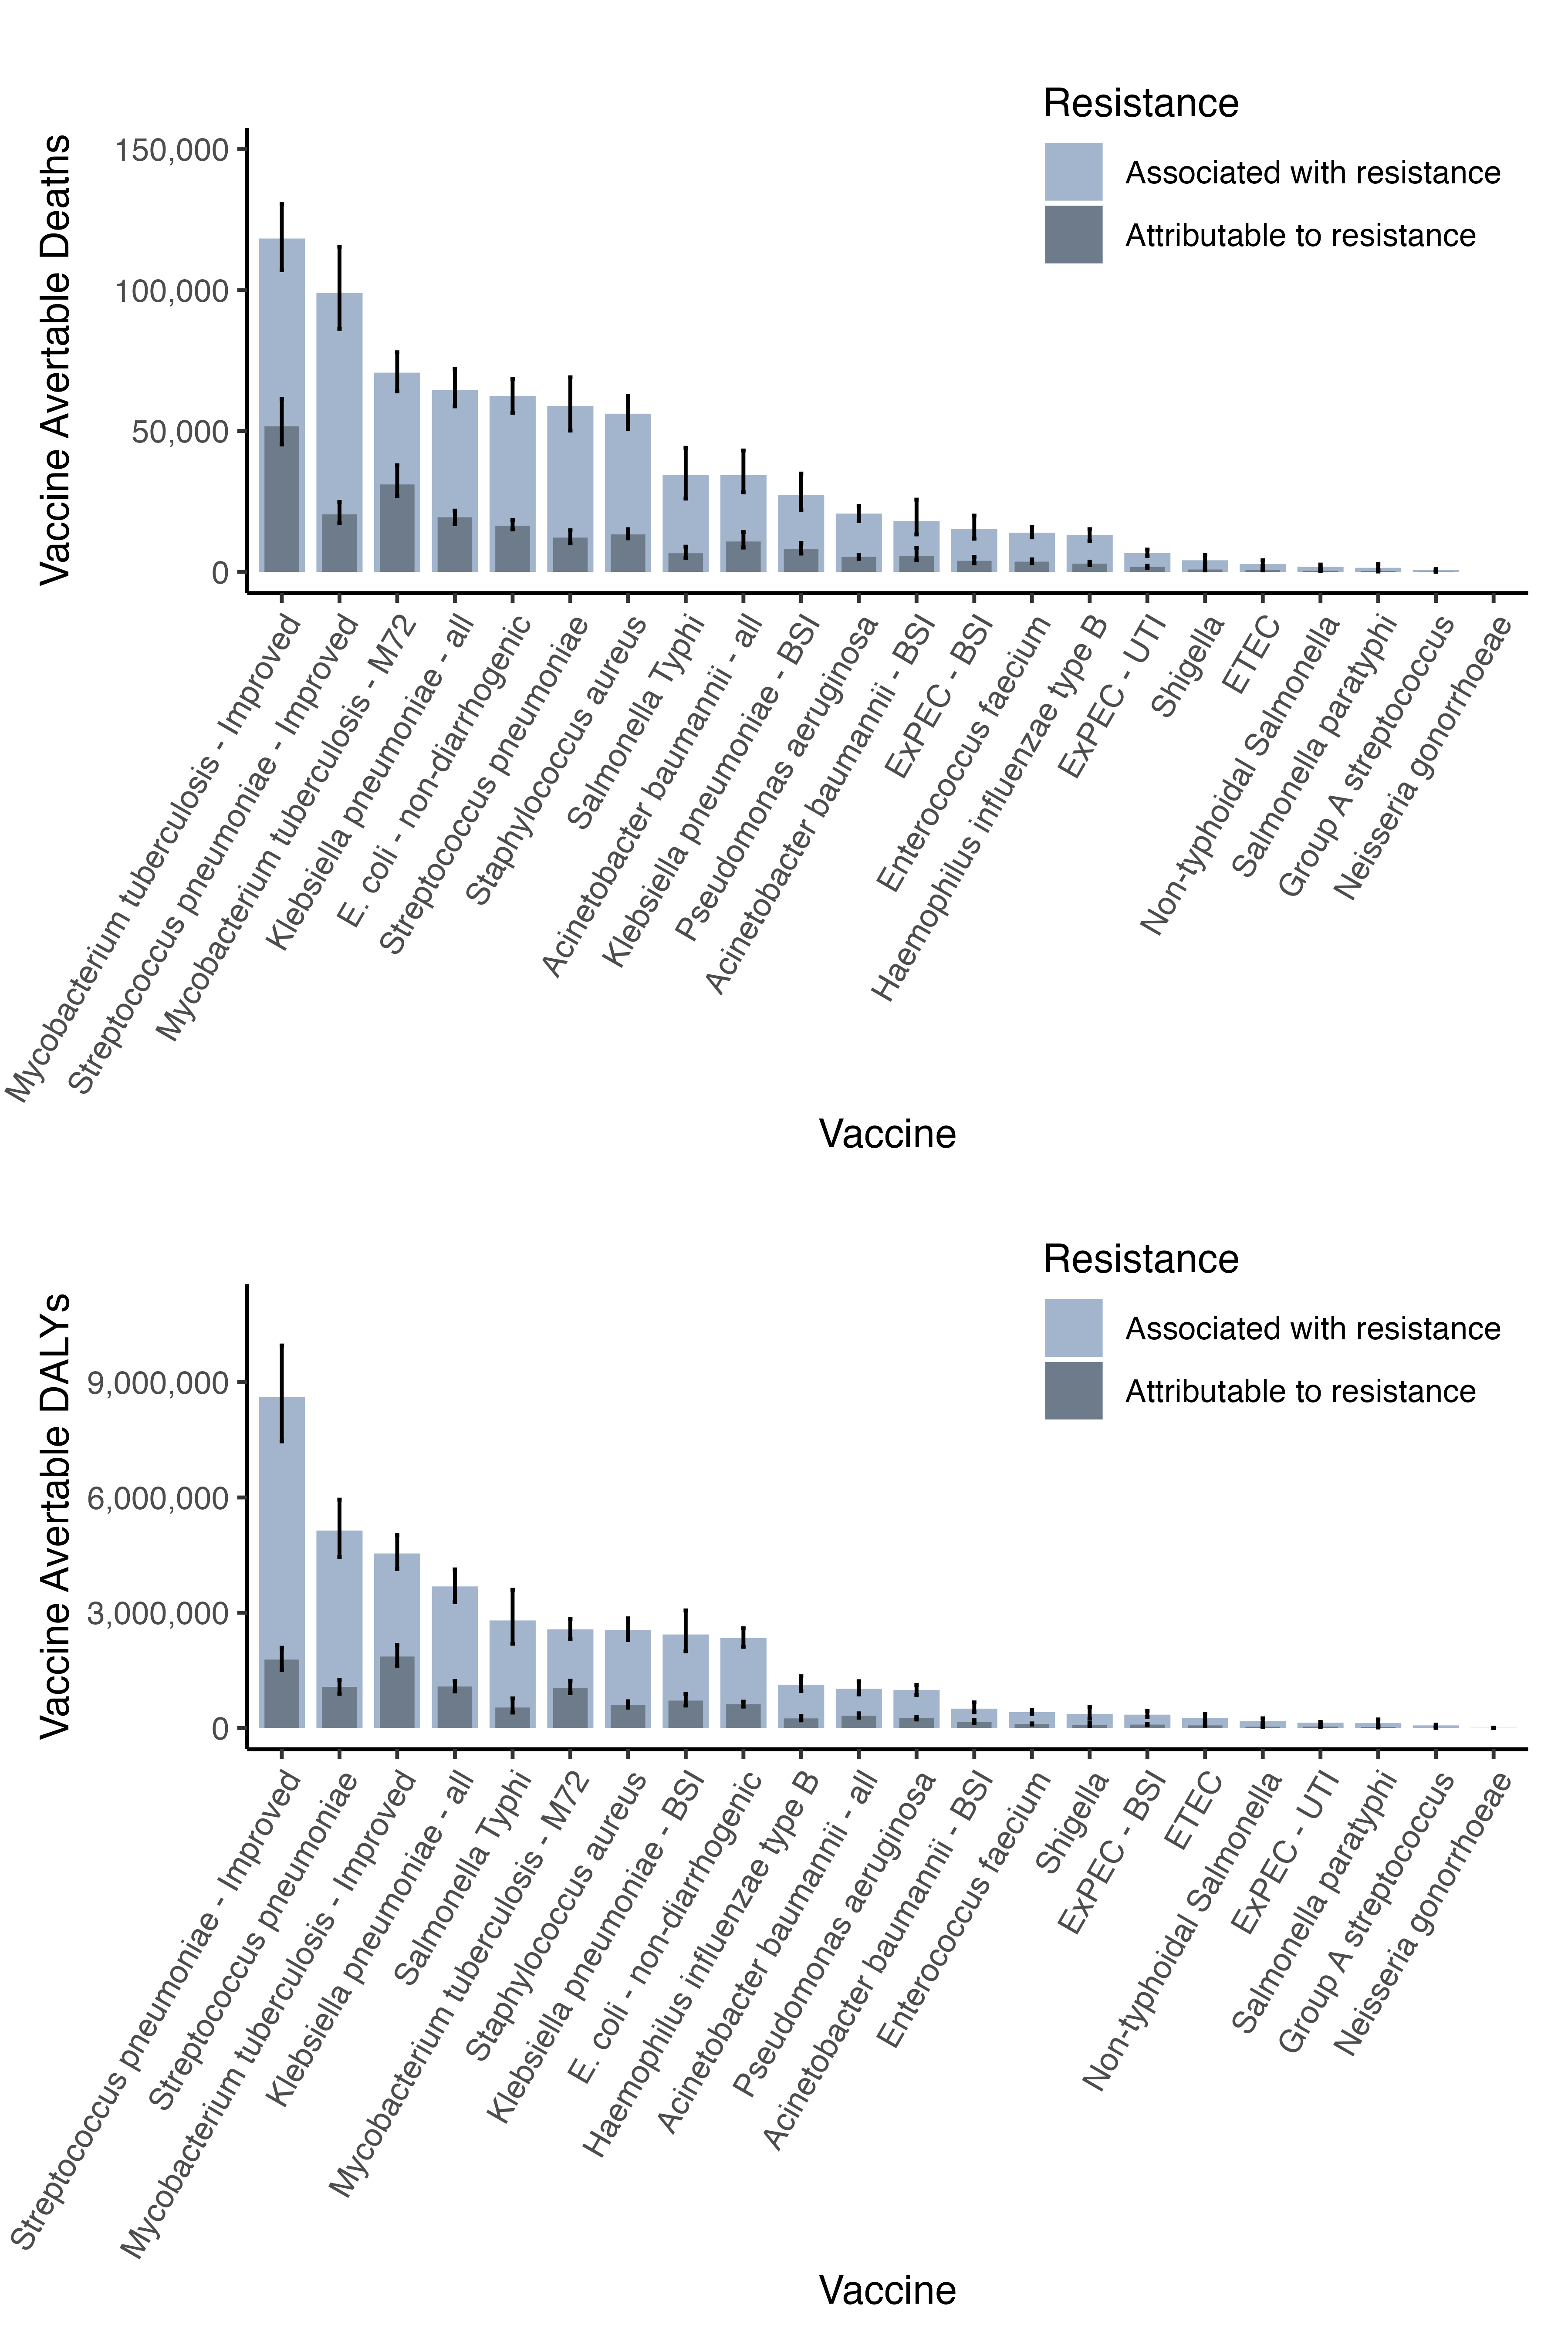 Resistance
Associated with resistance
Attributable to resistance
Vaccine Avertable Deaths
150,000
100,000
50,000
0
Mycobacterium tuberculosis - Improved
Streptococcus pneumoniae - Improved
Mycobacterium tuberculosis - M72
Klebsiella pneumoniae - all
E. coli - non-diarrhogenic
Streptococcus pneumoniae
Staphylococcus aureus
Salmonella Typhi
Acinetobacter baumannii - all
Klebsiella pneumoniae - BSI
Pseudomonas aeruginosa
Acinetobacter baumannii - BSI
ExPEC - BSI
Enterococcus faecium
Haemophilus influenzae type B
ExPEC - UTI
Shigella
ETEC
Non-typhoidal Salmonella
Salmonella paratyphi
Group A streptococcus
Neisseria gonorrhoeae
Vaccine
Resistance
Associated with resistance
Attributable to resistance
Vaccine Avertable DALYs
9,000,000
6,000,000
3,000,000
0
Streptococcus pneumoniae - Improved
Streptococcus pneumoniae
Mycobacterium tuberculosis - Improved
Klebsiella pneumoniae - all
Salmonella Typhi
Mycobacterium tuberculosis - M72
Staphylococcus aureus
Klebsiella pneumoniae - BSI
E. coli - non-diarrhogenic
Haemophilus influenzae type B
Acinetobacter baumannii - all
Pseudomonas aeruginosa
Acinetobacter baumannii - BSI
Enterococcus faecium
Shigella
ExPEC - BSI
ETEC
Non-typhoidal Salmonella
ExPEC - UTI
Salmonella paratyphi
Group A streptococcus
Neisseria gonorrhoeae
Vaccine